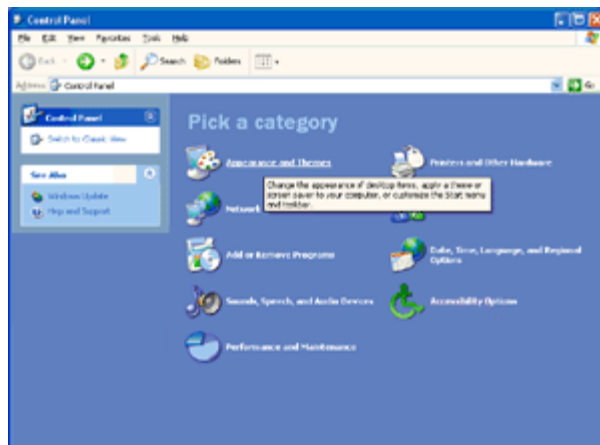 Control Panel
File Edit View Favorites Tools Help
Back Search Folders
Address Control Panel Go
Control Panel
Switch to Classic View
See Also
Windows Update
Help and Support
Pick a category
Appearance and Themes
Printers and Other Hardware
Change the appearance of desktop items, apply a theme or
screen saver to your computer, or customize the Start menu
and taskbar.
Network
Add or Remove Programs
Date, Time, Language, and Regional
Options
Sounds, Speech, and Audio Devices
Accessibility Options
Performance and Maintenance